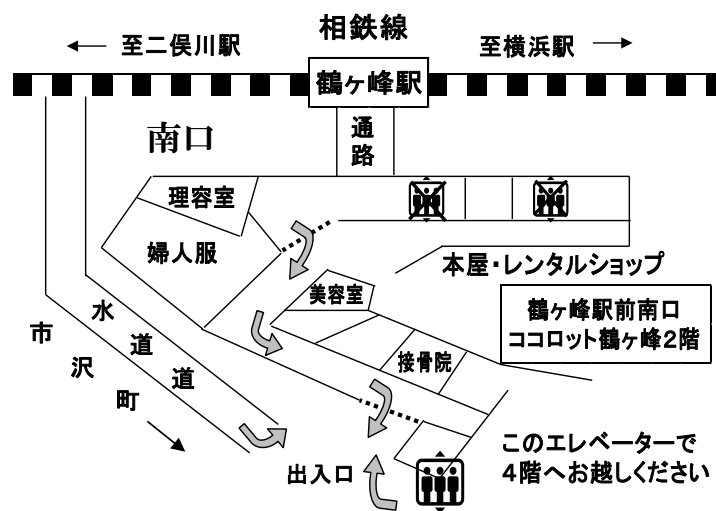 相鉄線
至二俣川駅
至横浜駅
鶴ヶ峰駅
南口
通路
理容室
婦人服
本屋・レンタルショップ
美容室
鶴ヶ峰駅前南口
ココロット鶴ヶ峰2階
水道道
市沢町
接骨院
このエレベーターで
4階へお越しください
出入口